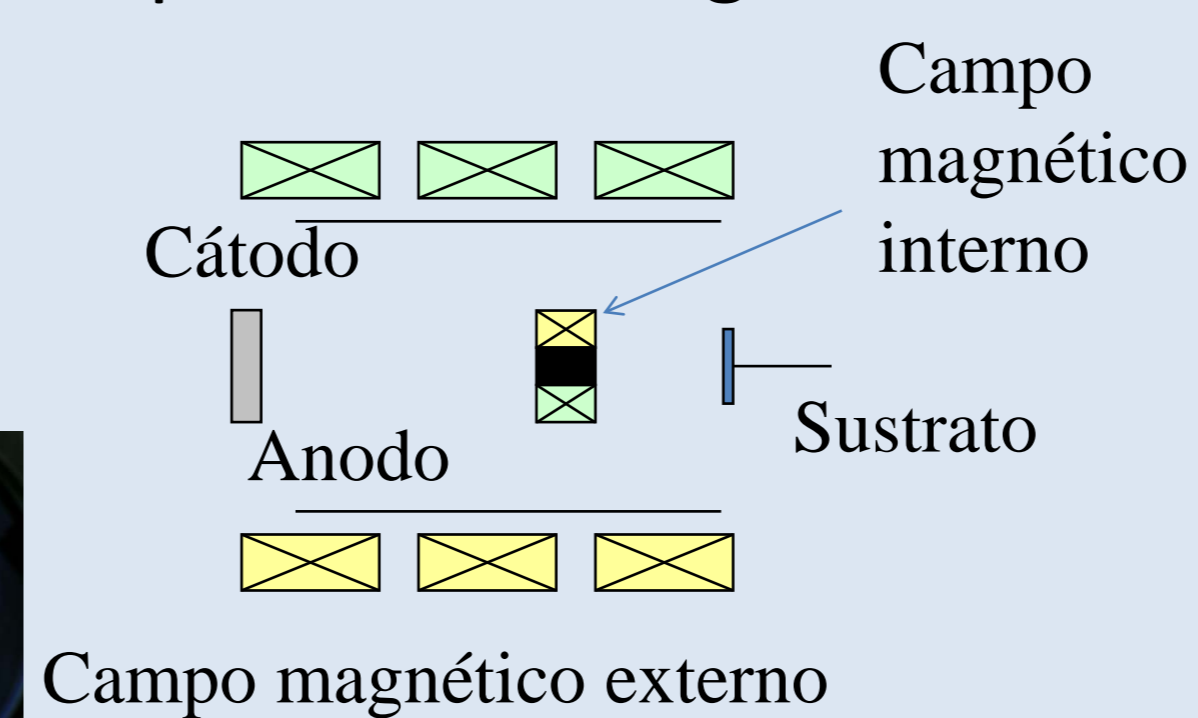 Campo
magnético
interno
Cátodo
Anodo
Sustrato
Campo magnético externo